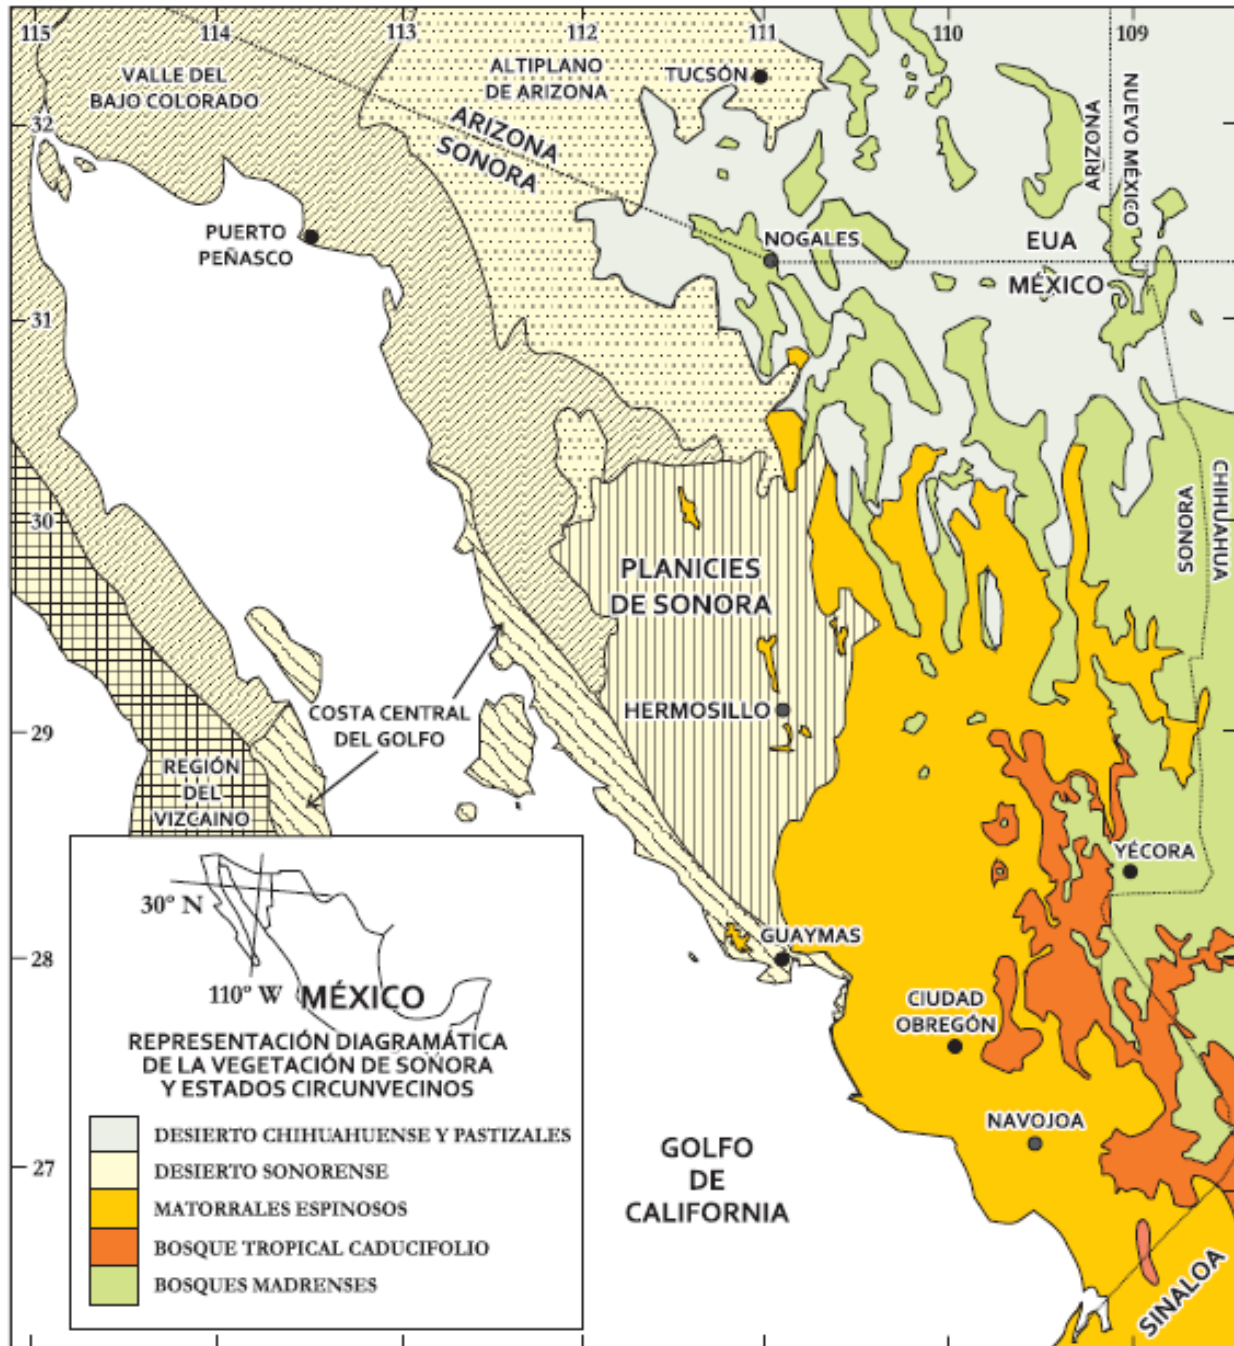 115
114
113
112
111
110
109
VALLE DEL
BAJO COLORADO
ALTIPLANO
DE ARIZONA
TUCSÓN
ARIZONA
SONORA
ARIZONA
NUEVO MÉXICO
32
PUERTO
PEÑASCO
NOGALES
EUA
MÉXICO
31
30
PLANICIES
DE SONORA
SONORA
CHIHUAHUA
COSTA CENTRAL
DEL GOLFO
HERMOSILLO
29
REGIÓN
DEL
VIZCAINO
YÉCORA
GUAYMAS
28
CIUDAD
OBREGÓN
NAVOJOA
27
GOLFO
DE
CALIFORNIA
SINALOA
30° N
110° W
MÉXICO
REPRESENTACIÓN DIAGRAMÁTICA
DE LA VEGETACIÓN DE SONORA
Y ESTADOS CIRCUNVECINOS
DESIERTO CHIHUAHUENSE Y PASTIZALES
DESIERTO SONORENSE
MATORRALES ESPINOSOS
BOSQUE TROPICAL CADUCIFOLIO
BOSQUES MADRENSES